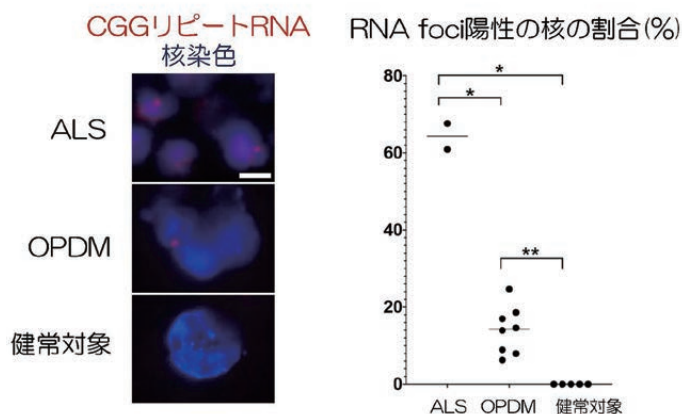 CGGリピートRNA
核染色
ALS
OPDM
健常対象
RNA foci陽性の核の割合(%)
80
60
40
20
0
*
*
**
ALS
OPDM
健常対象